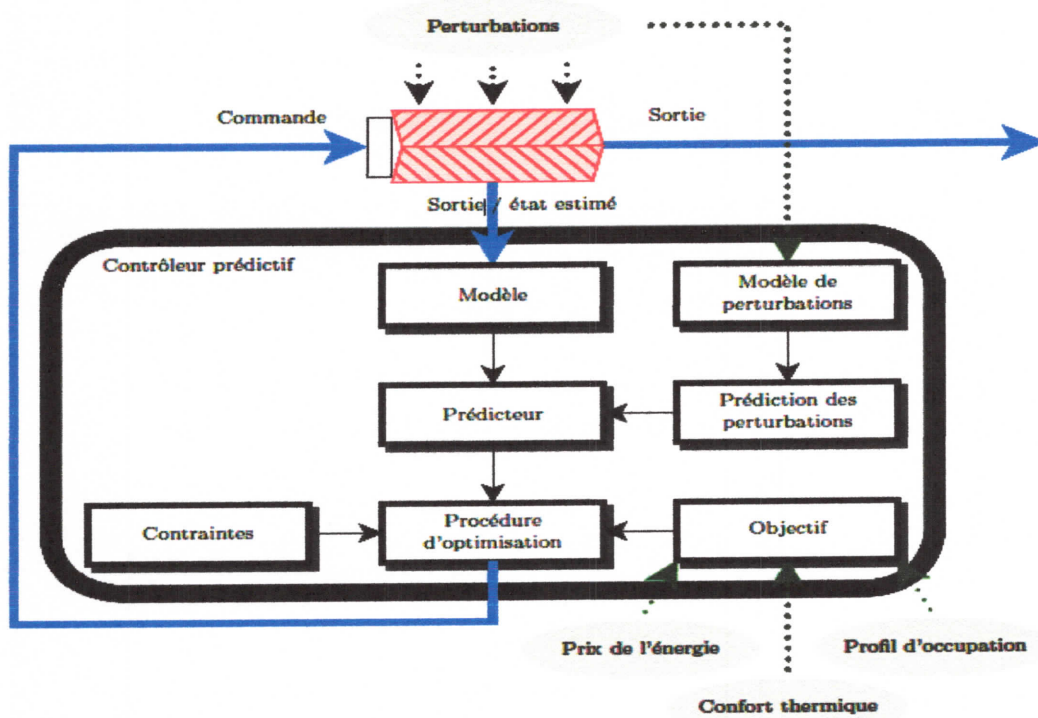 Perturbations
Commande
Sortie
Sortie / état estimé
Contrôleur prédictif
Modèle
Modèle de
perturbations
Prédicteur
Prédiction des
perturbations
Contraintes
Procédure
d'optimisation
Objectif
Prix de l'énergie
Profil d'occupation
Confort thermique